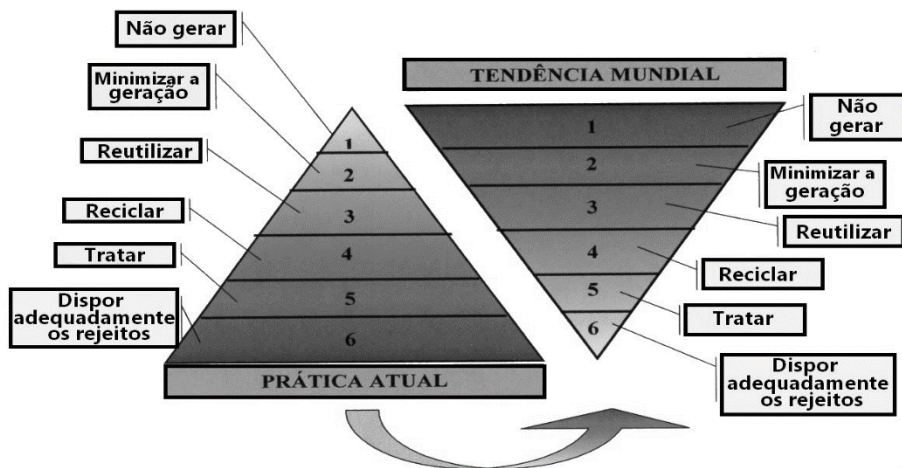 Não gerar
Minimizar a
geração
Reutilizar
Reciclar
Tratar
Dispor
adequadamente
os rejeitos
1
2
3
4
5
6
PRÁTICA ATUAL
TENDÊNCIA MUNDIAL
1
2
3
4
5
6
Não
gerar
Minimizar a
geração
Reutilizar
Reciclar
Tratar
Dispor
adequadamente
os rejeitos